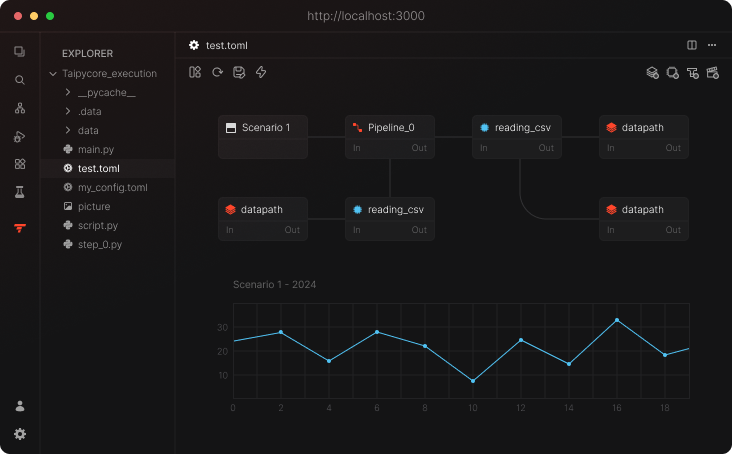 http://localhost:3000
EXPLORER
Taipycore_execution
__pycache__
.data
data
main.py
test.toml
my_config.toml
picture
script.py
step_0.py
test.toml
Scenario 1
Pipeline_0
In Out
reading_csv
In Out
datapath
In Out
datapath
In Out
reading_csv
In Out
datapath
In Out
Scenario 1 - 2024
30
20
10
0 2 4 6 8 10 12 14 16 18